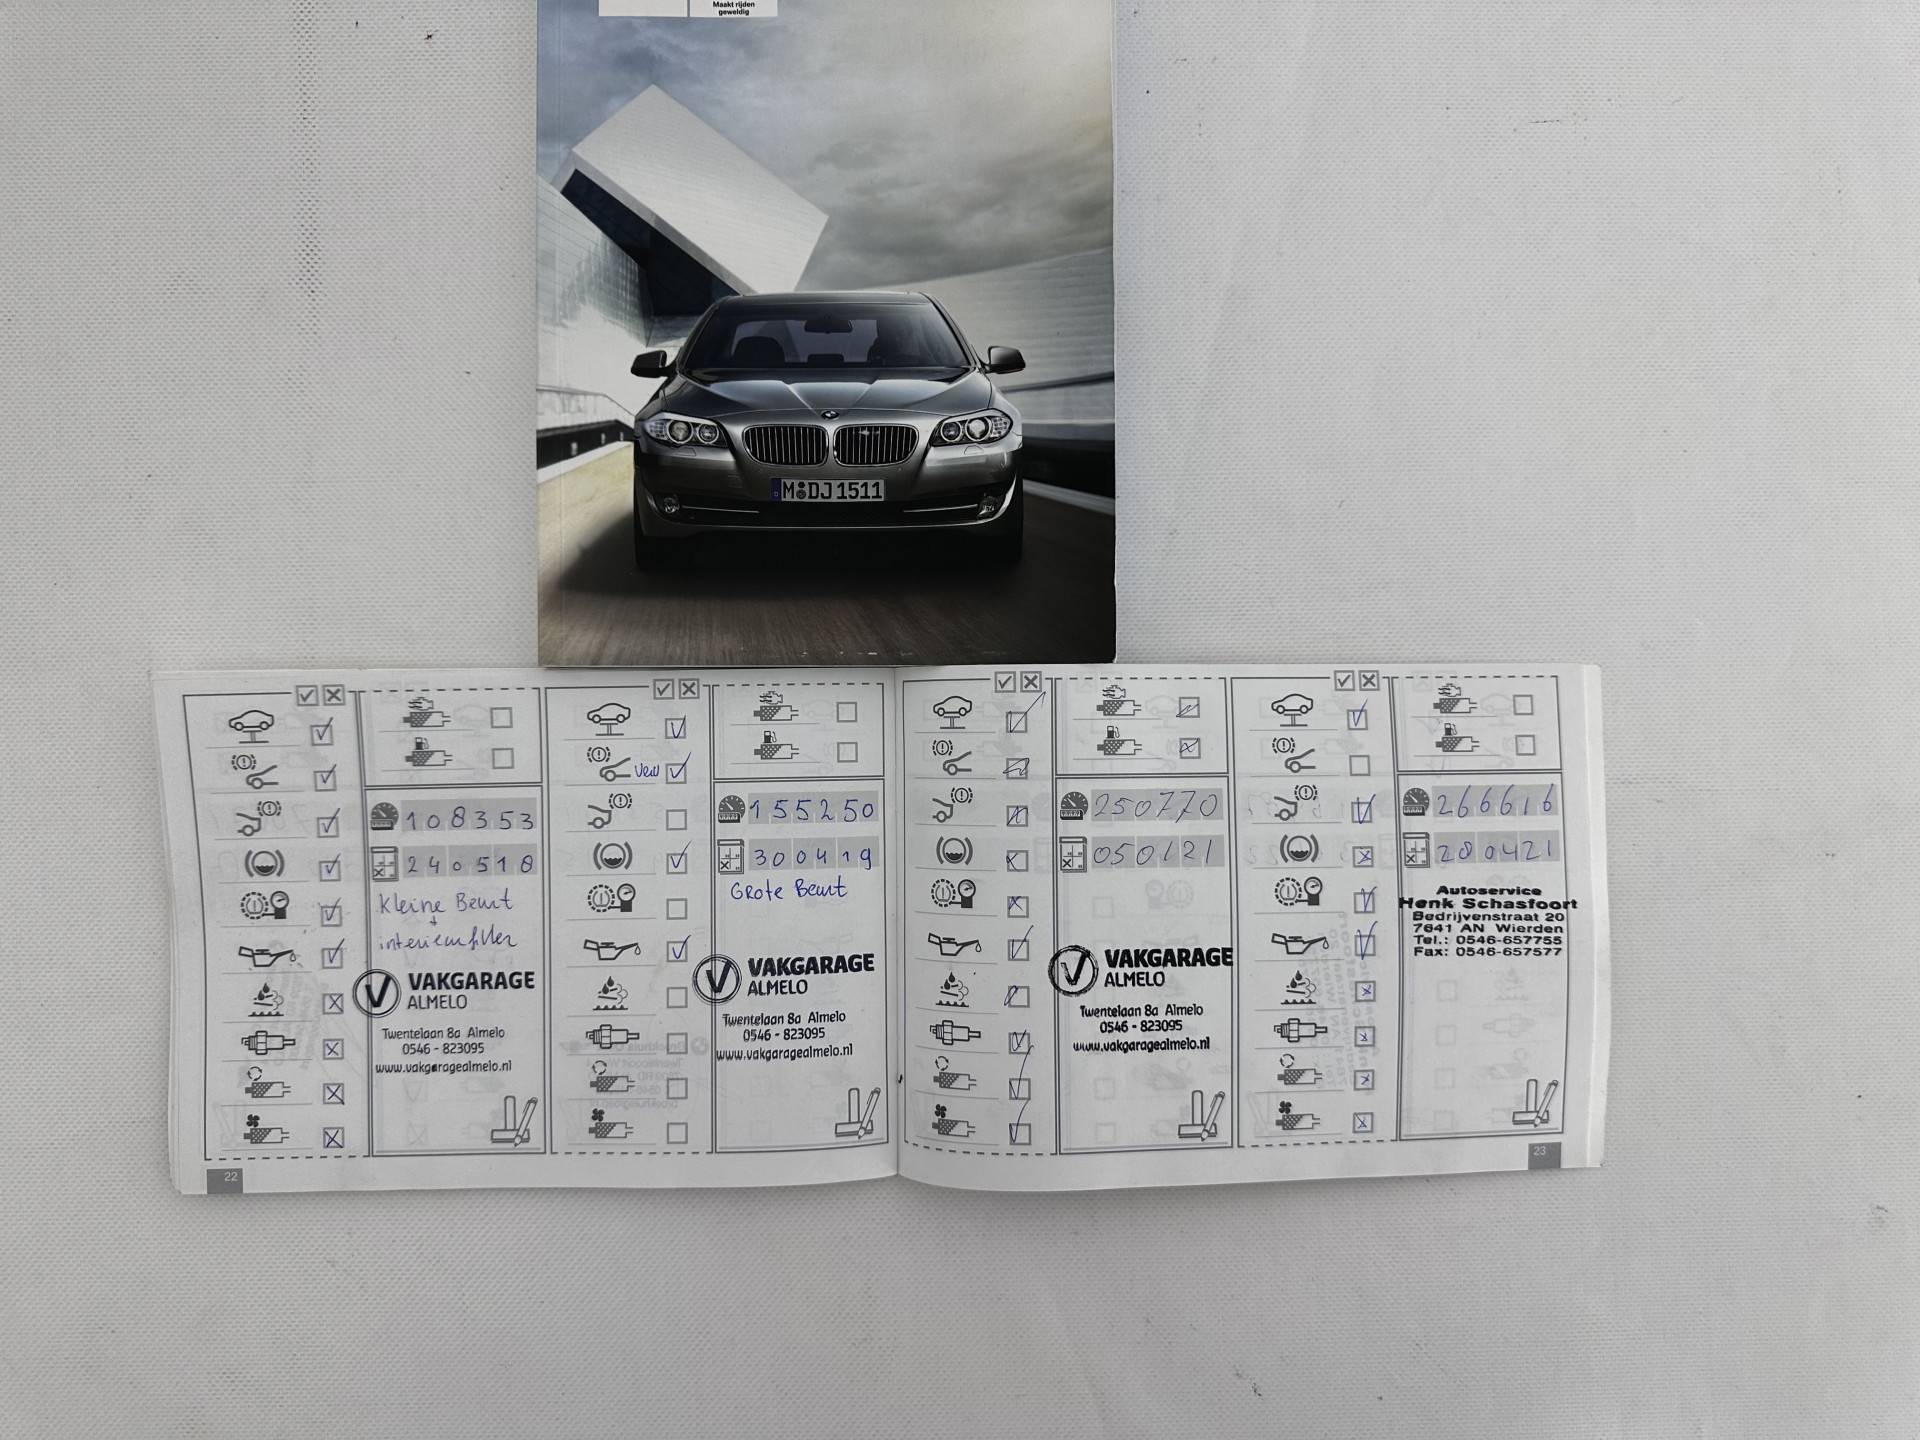 Maakt rijden
geweldig
M DJ 1511
108353
240518
Kleine Beurt
+
interieurfilter
VAKGARAGE
ALMELO
Twentelaan 8a Almelo
0546 - 823095
www.vakgaragealmelo.nl
22
155250
300419
Grote Beurt
VAKGARAGE
ALMELO
Twentelaan 8a Almelo
0546 - 823095
www.vakgaragealmelo.nl
250770
050121
VAKGARAGE
ALMELO
Twentelaan 8a Almelo
0546 - 823095
www.vakgaragealmelo.nl
266616
280421
Autoservice
Henk Schasfoort
Bedrijvenstraat 20
7641 AN Wierden
Tel.: 0546-657755
Fax: 0546-657577
23